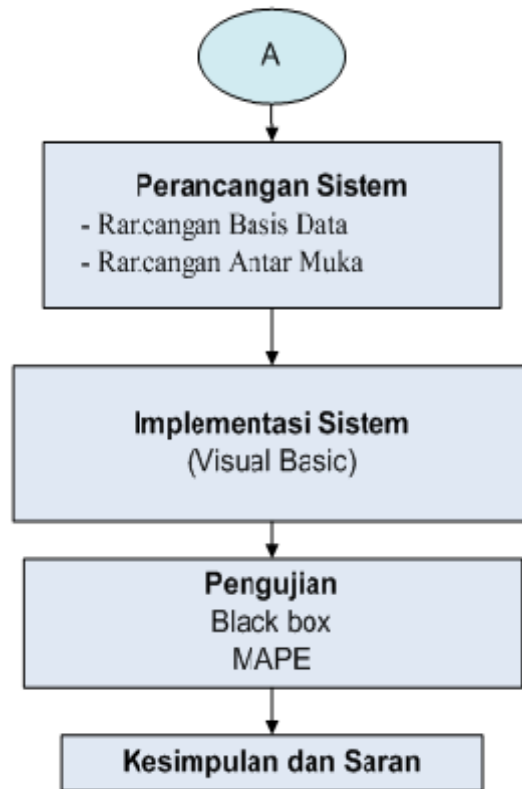 A
Perancangan Sistem
- Rancangan Basis Data
- Rancangan Antar Muka
Implementasi Sistem
(Visual Basic)
Pengujian
Black box
MAPE
Kesimpulan dan Saran